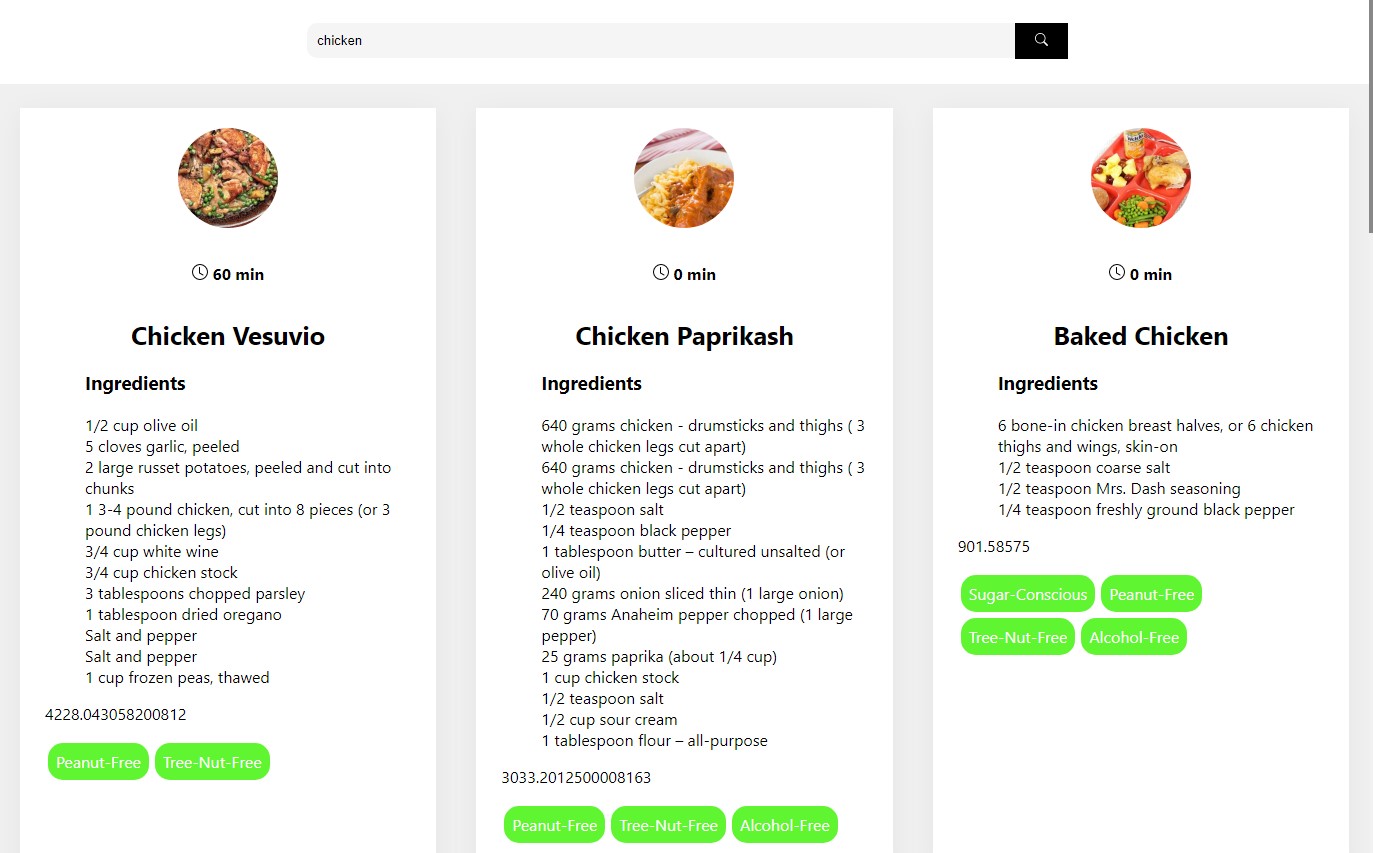 chicken
60 min
Chicken Vesuvio
Ingredients
1/2 cup olive oil
5 cloves garlic, peeled
2 large russet potatoes, peeled and cut into
chunks
1 3-4 pound chicken, cut into 8 pieces (or 3
pound chicken legs)
3/4 cup white wine
3/4 cup chicken stock
3 tablespoons chopped parsley
1 tablespoon dried oregano
Salt and pepper
Salt and pepper
1 cup frozen peas, thawed
4228.043058200812
Peanut-Free Tree-Nut-Free
0 min
Chicken Paprikash
Ingredients
640 grams chicken - drumsticks and thighs ( 3
whole chicken legs cut apart)
640 grams chicken - drumsticks and thighs ( 3
whole chicken legs cut apart)
1/2 teaspoon salt
1/4 teaspoon black pepper
1 tablespoon butter – cultured unsalted (or
olive oil)
240 grams onion sliced thin (1 large onion)
70 grams Anaheim pepper chopped (1 large
pepper)
25 grams paprika (about 1/4 cup)
1 cup chicken stock
1/2 teaspoon salt
1/2 cup sour cream
1 tablespoon flour – all-purpose
3033.2012500008163
Peanut-Free Tree-Nut-Free Alcohol-Free
0 min
Baked Chicken
Ingredients
6 bone-in chicken breast halves, or 6 chicken
thighs and wings, skin-on
1/2 teaspoon coarse salt
1/2 teaspoon Mrs. Dash seasoning
1/4 teaspoon freshly ground black pepper
901.58575
Sugar-Conscious Peanut-Free
Tree-Nut-Free Alcohol-Free